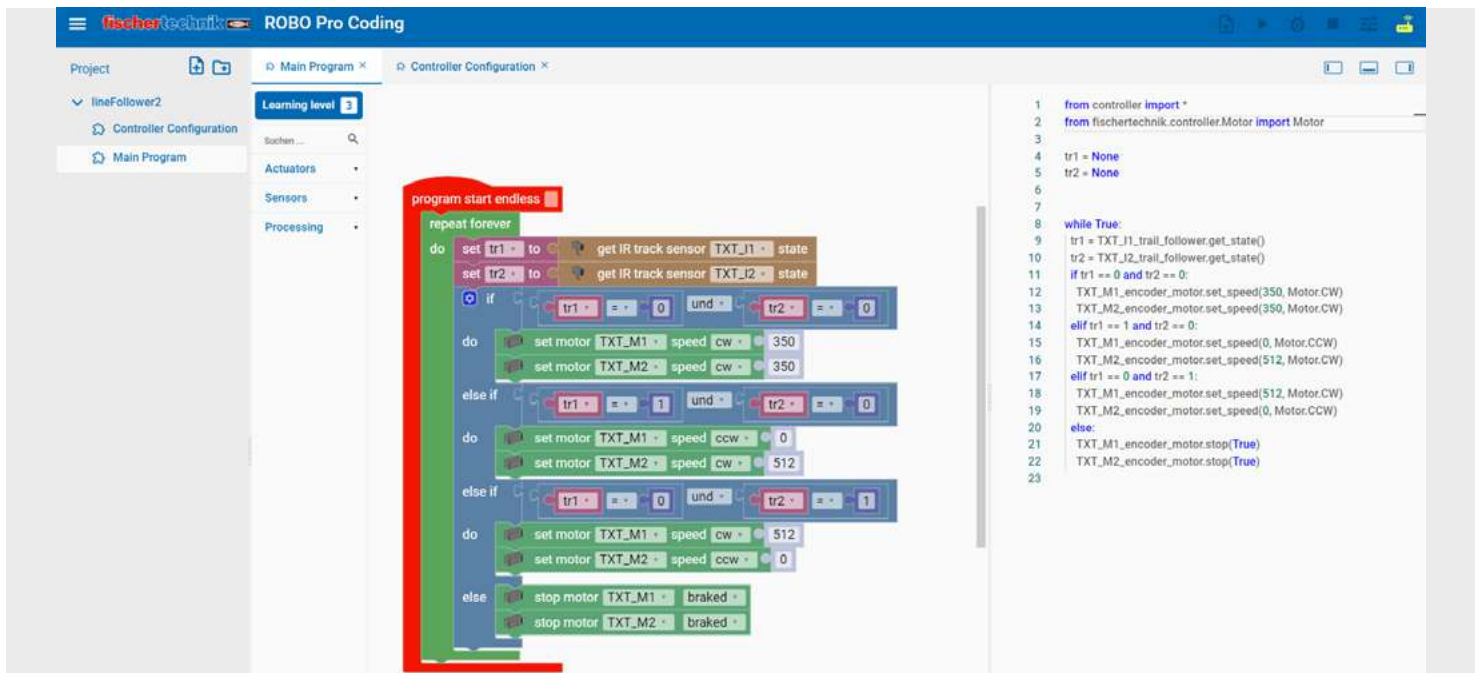 fischertechnik ROBO Pro Coding
Project
lineFollower2
Controller Configuration
Main Program
Main Program ×
Controller Configuration ×
Learning level 3
Suchen ...
Actuators
Sensors
Processing
program start endless
repeat forever
do set tr1 to get IR track sensor TXT_I1 state
set tr2 to get IR track sensor TXT_I2 state
if tr1 = 0 und tr2 = 0
do set motor TXT_M1 speed cw 350
set motor TXT_M2 speed cw 350
else if tr1 = 1 und tr2 = 0
do set motor TXT_M1 speed ccw 0
set motor TXT_M2 speed cw 512
else if tr1 = 0 und tr2 = 1
do set motor TXT_M1 speed cw 512
set motor TXT_M2 speed ccw 0
else stop motor TXT_M1 braked
stop motor TXT_M2 braked
1 from controller import *
2 from fischertechnik.controller.Motor import Motor
3
4 tr1 = None
5 tr2 = None
6
7
8 while True:
9 tr1 = TXT_I1_trail_follower.get_state()
10 tr2 = TXT_I2_trail_follower.get_state()
11 if tr1 == 0 and tr2 == 0:
12 TXT_M1_encoder_motor.set_speed(350, Motor.CW)
13 TXT_M2_encoder_motor.set_speed(350, Motor.CW)
14 elif tr1 == 1 and tr2 == 0:
15 TXT_M1_encoder_motor.set_speed(0, Motor.CCW)
16 TXT_M2_encoder_motor.set_speed(512, Motor.CW)
17 elif tr1 == 0 and tr2 == 1:
18 TXT_M1_encoder_motor.set_speed(512, Motor.CW)
19 TXT_M2_encoder_motor.set_speed(0, Motor.CCW)
20 else:
21 TXT_M1_encoder_motor.stop(True)
22 TXT_M2_encoder_motor.stop(True)
23